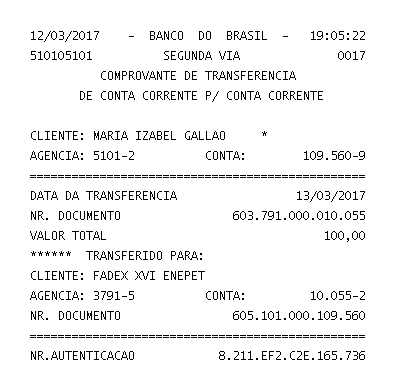 12/03/2017 - BANCO DO BRASIL - 19:05:22
510105101 SEGUNDA VIA 0017
COMPROVANTE DE TRANSFERENCIA
DE CONTA CORRENTE P/ CONTA CORRENTE
CLIENTE: MARIA IZABEL GALLAO *
AGENCIA: 5101-2 CONTA: 109.560-9
================================================
DATA DA TRANSFERENCIA 13/03/2017
NR. DOCUMENTO 603.791.000.010.055
VALOR TOTAL 100,00
****** TRANSFERIDO PARA:
CLIENTE: FADEX XVI ENEPET
AGENCIA: 3791-5 CONTA: 10.055-2
NR. DOCUMENTO 605.101.000.109.560
================================================
NR.AUTENTICACAO 8.211.EF2.C2E.165.736